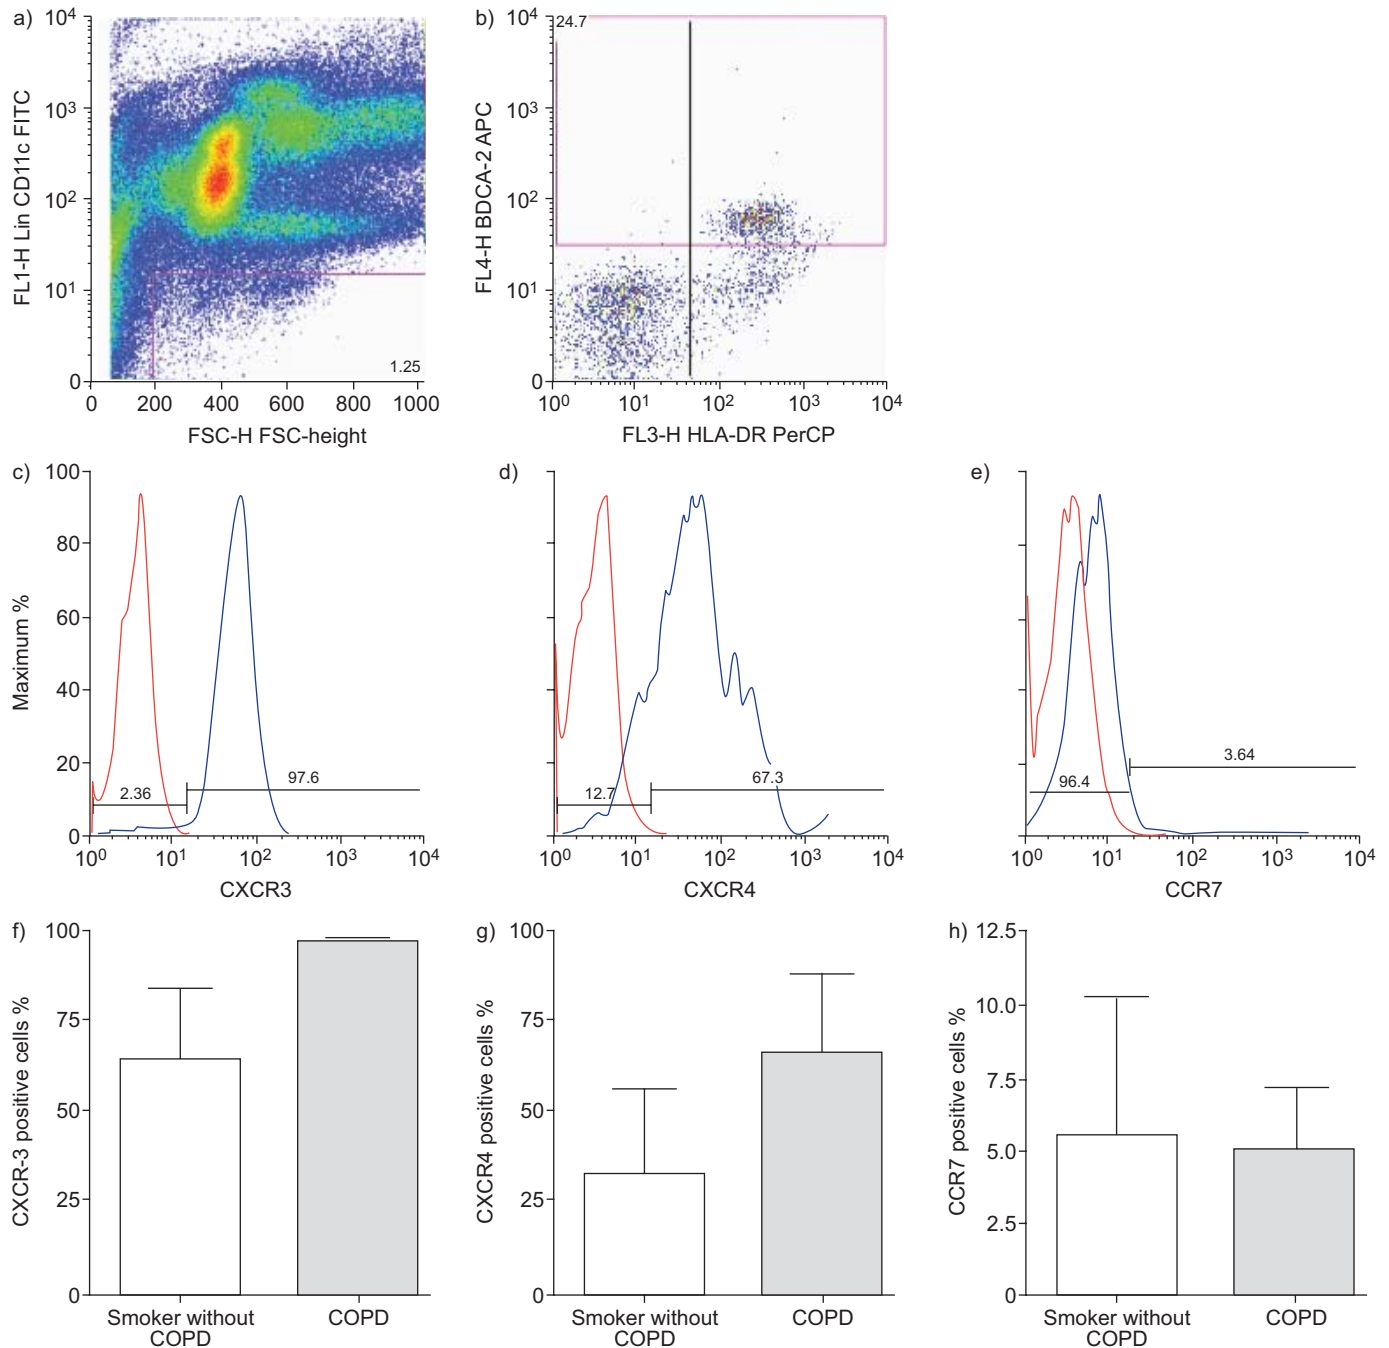 a)
10⁴
10³
10²
10¹
0
FL1-H Lin CD11c FITC
1.25
0 200 400 600 800 1000
FSC-H FSC-height
b)
10⁴
10³
10²
10¹
0
FL4-H BDCA-2 APC
24.7
10⁰ 10¹ 10² 10³ 10⁴
FL3-H HLA-DR PerCP
c)
100
80
60
40
20
0
Maximum %
2.36
97.6
10⁰ 10¹ 10² 10³ 10⁴
CXCR3
d)
12.7
67.3
10⁰ 10¹ 10² 10³ 10⁴
CXCR4
e)
96.4
3.64
10⁰ 10¹ 10² 10³ 10⁴
CCR7
f)
100
75
50
25
0
CXCR-3 positive cells %
Smoker without
COPD
COPD
g)
100
75
50
25
0
CXCR4 positive cells %
Smoker without
COPD
COPD
h)
12.5
10.0
7.5
5.0
2.5
0
CCR7 positive cells %
Smoker without
COPD
COPD